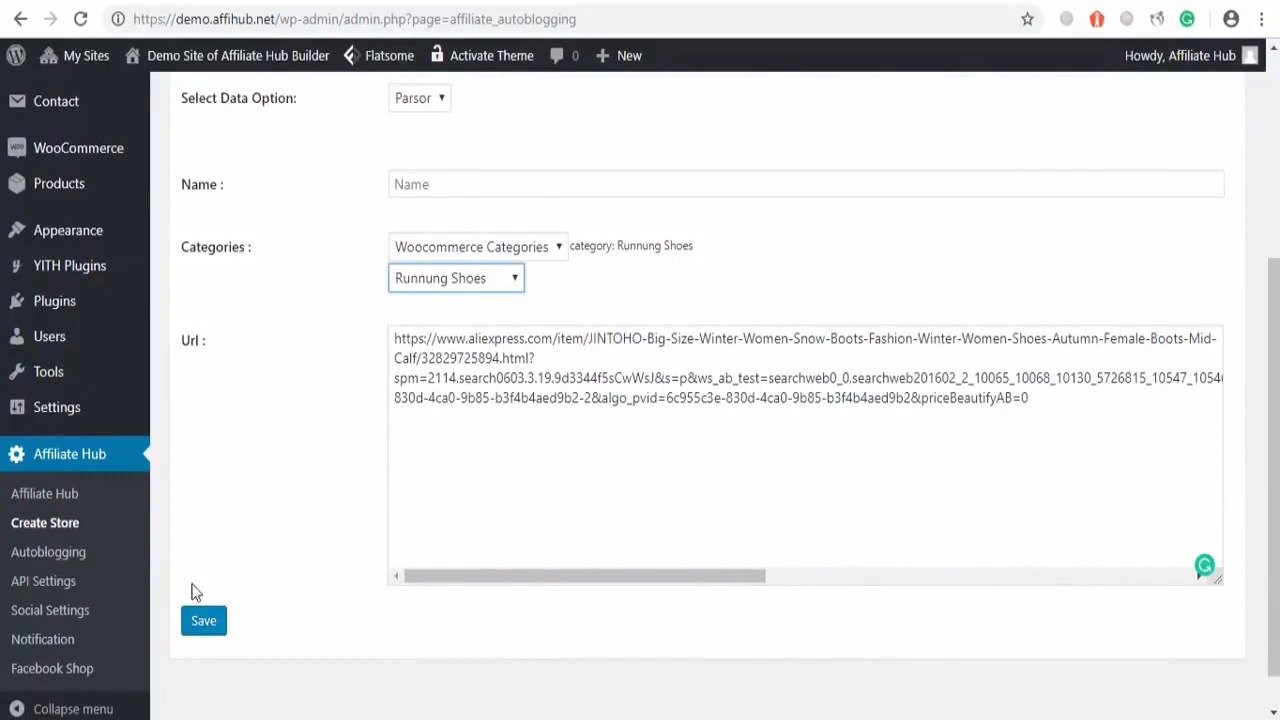 https://demo.affihub.net/wp-admin/admin.php?page=affiliate_autoblogging
My Sites Demo Site of Affiliate Hub Builder Flatsome Activate Theme 0 New Howdy, Affiliate Hub
Contact
WooCommerce
Products
Appearance
YITH Plugins
Plugins
Users
Tools
Settings
Affiliate Hub
Affiliate Hub
Create Store
Autoblogging
API Settings
Social Settings
Notification
Facebook Shop
Collapse menu
Select Data Option: Parsor
Name : Name
Categories : Woocommerce Categories category: Runnung Shoes
Runnung Shoes
Url : https://www.aliexpress.com/item/JINTOHO-Big-Size-Winter-Women-Snow-Boots-Fashion-Winter-Women-Shoes-Autumn-Female-Boots-Mid-
Calf/32829725894.html?
spm=2114.search0603.3.19.9d3344f5sCwWsJ&s=p&ws_ab_test=searchweb0_0,searchweb201602_2_10065_10068_10130_5726815_10547_1054
830d-4ca0-9b85-b3f4b4aed9b2-2&algo_pvid=6c955c3e-830d-4ca0-9b85-b3f4b4aed9b2&priceBeautifyAB=0
Save